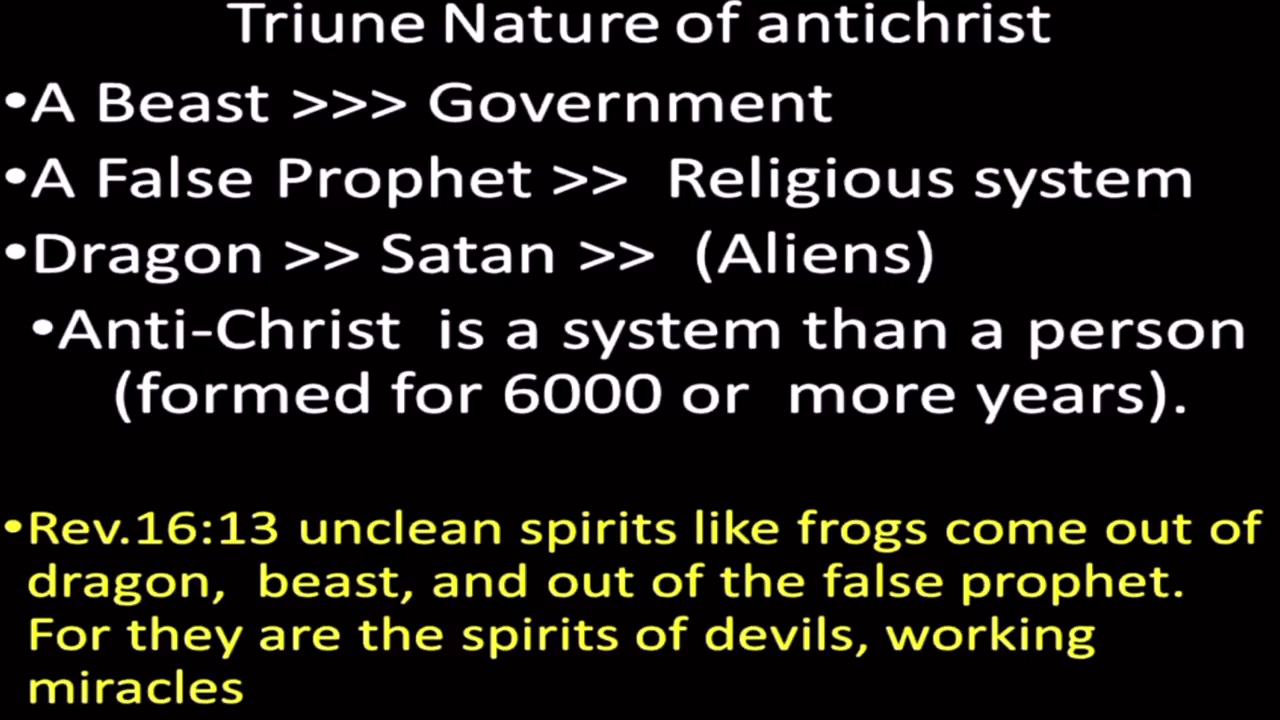 Triune Nature of antichrist
•A Beast >>> Government
•A False Prophet >> Religious system
•Dragon >> Satan >> (Aliens)
•Anti-Christ is a system than a person
(formed for 6000 or more years).
•Rev.16:13 unclean spirits like frogs come out of
dragon, beast, and out of the false prophet.
For they are the spirits of devils, working
miracles